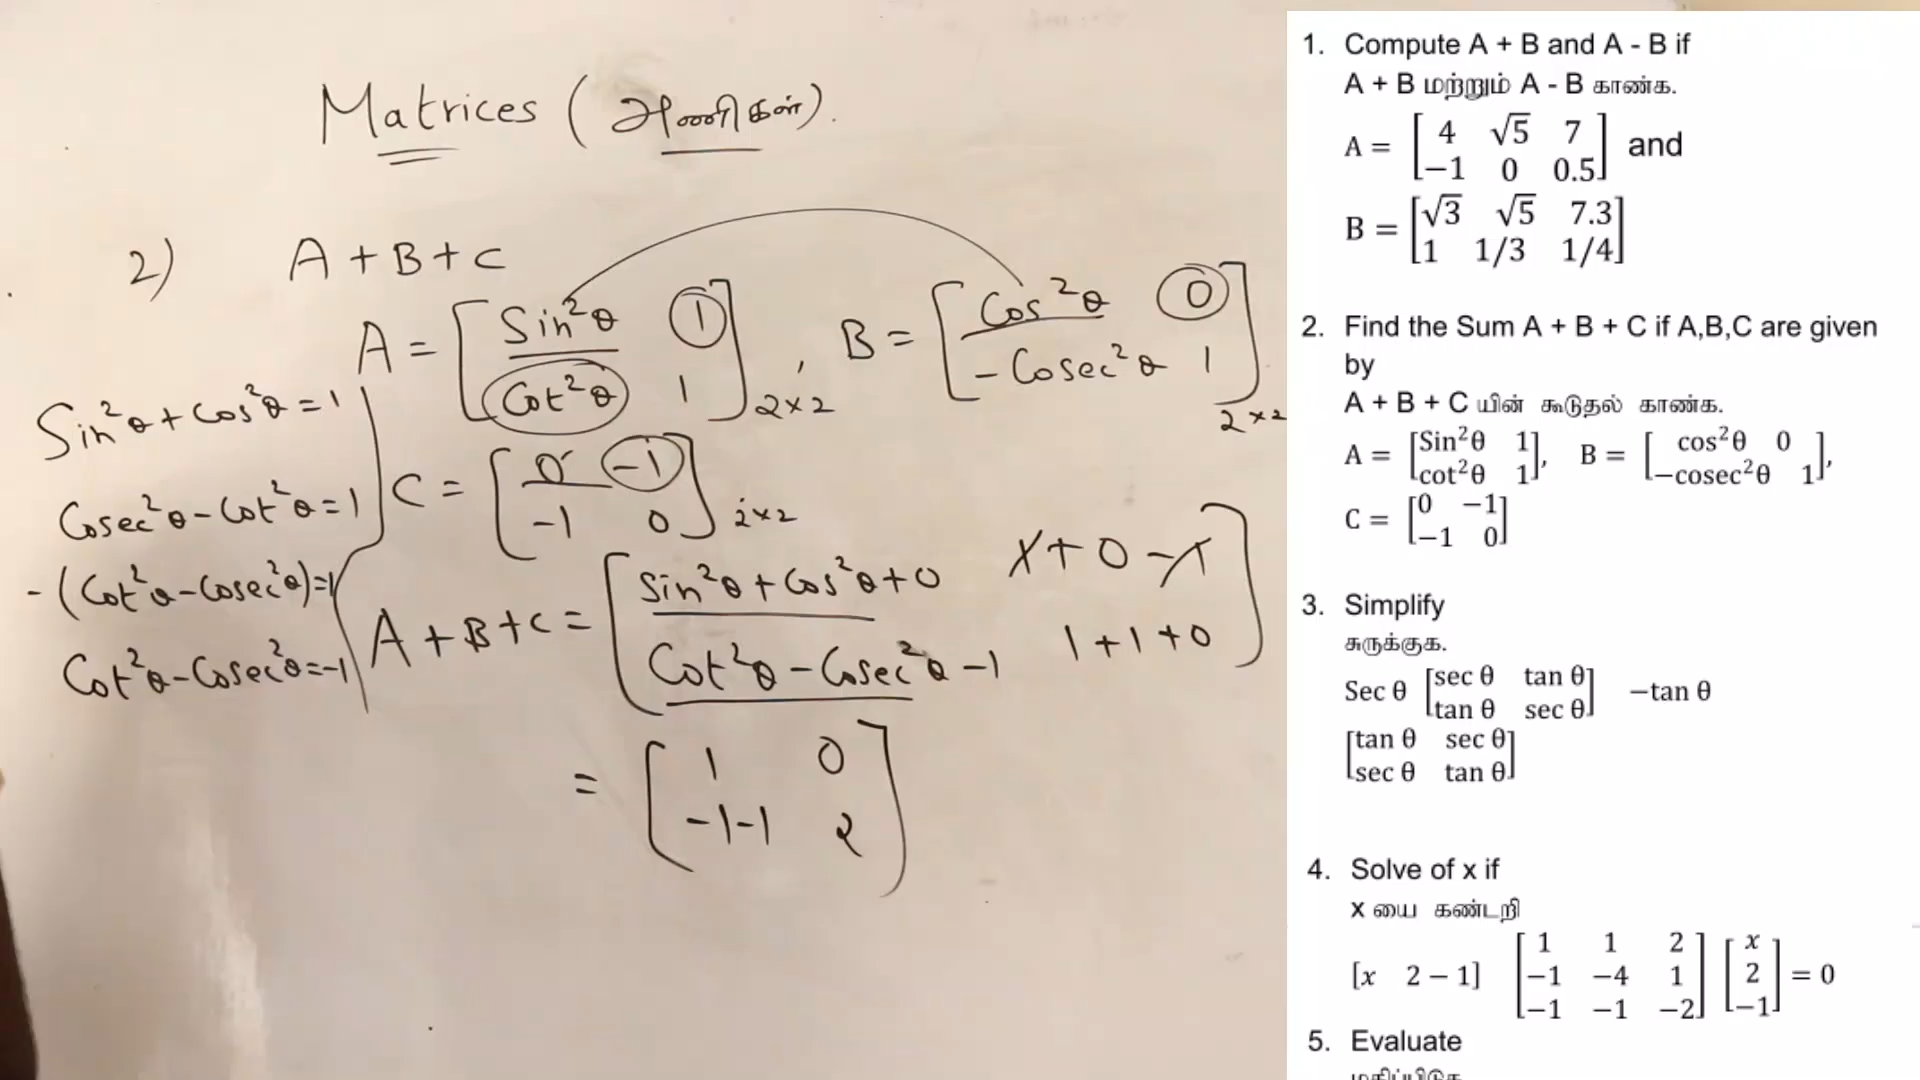 Matrices (அணிகள்).
2) A + B + C
A = [ Sin²θ 1
Cot²θ 1 ] 2×2 , B = [ Cos²θ 0
-Cosec²θ 1 ] 2×2
Sin²θ + Cos²θ = 1
Cosec²θ - Cot²θ = 1
- (Cot²θ - Cosec²θ) = 1
Cot²θ - Cosec²θ = -1
C = [ 0 -1
-1 0 ] 2×2
A + B + C = [ Sin²θ + Cos²θ + 0 1 + 0 - 1
Cot²θ - Cosec²θ - 1 1 + 1 + 0 ]
= [ 1 0
-1-1 2 ]
1. Compute A + B and A - B if
A + B மற்றும் A - B காண்க.
A = [ 4 √5 7
−1 0 0.5 ] and
B = [ √3 √5 7.3
1 1/3 1/4 ]
2. Find the Sum A + B + C if A,B,C are given
by
A + B + C யின் கூடுதல் காண்க.
A = [ Sin²θ 1
cot²θ 1 ], B = [ cos²θ 0
−cosec²θ 1 ],
C = [ 0 −1
−1 0 ]
3. Simplify
சுருக்குக.
Sec θ [ sec θ tan θ
tan θ sec θ ] −tan θ
[ tan θ sec θ
sec θ tan θ ]
4. Solve of x if
x யை கண்டறி
[x 2 − 1] [ 1 1 2
−1 −4 1
−1 −1 −2 ] [ x
2
−1 ] = 0
5. Evaluate
மதிப்பிடுக